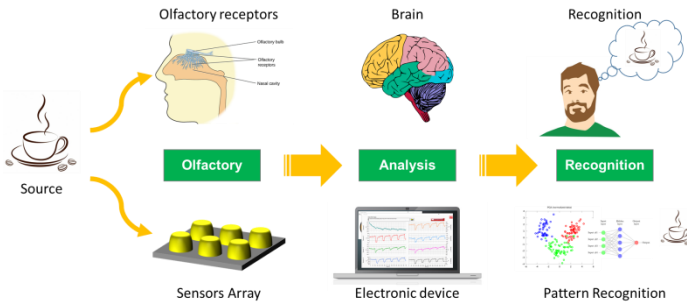 Olfactory receptors
Brain
Recognition
Olfactory bulb
Olfactory
receptors
Nasal cavity
Source
Olfactory
Analysis
Recognition
Sensors Array
Electronic device
Pattern Recognition